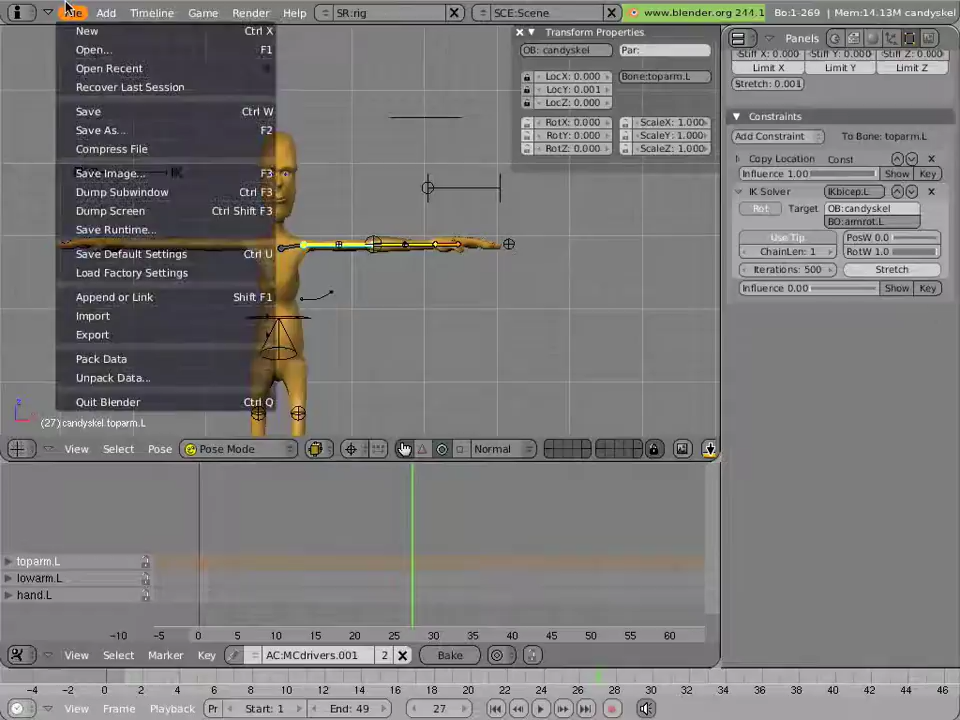 File Add Timeline Game Render Help SR:rig SCE:Scene www.blender.org 244.1 Bo:1-269 | Mem:14.13M candyskel
New Ctrl X
Open... F1
Open Recent
Recover Last Session
Save Ctrl W
Save As... F2
Compress File
Save Image... F3
Dump Subwindow Ctrl F3
Dump Screen Ctrl Shift F3
Save Runtime...
Save Default Settings Ctrl U
Load Factory Settings
Append or Link Shift F1
Import
Export
Pack Data
Unpack Data...
Quit Blender Ctrl Q
(27) candyskel toparm.L
Transform Properties
OB: candyskel Par:
LocX: 0.000 Bone:toparm.L
LocY: 0.001
LocZ: 0.000
RotX: 0.000 ScaleX: 1.000
RotY: 0.000 ScaleY: 1.000
RotZ: 0.000 ScaleZ: 1.000
Panels
Stiff X: 0.000 Stiff Y: 0.000 Stiff Z: 0.000
Limit X Limit Y Limit Z
Stretch: 0.001
Constraints
Add Constraint To Bone: toparm.L
Copy Location Const
Influence 1.00 Show Key
IK Solver IKbicep.L
Rot Target OB:candyskel
BO:armrot.L
Use Tip PosW 0.0
ChainLen: 1 RotW 1.0
Iterations: 500 Stretch
Influence 0.00 Show Key
View Select Pose Pose Mode Normal
toparm.L
lowarm.L
hand.L
-10 -5 0 5 10 15 20 25 30 35 40 45 50 55 60
View Select Marker Key AC:MCdrivers.001 2 Bake
-4 -2 0 2 4 6 8 10 12 14 16 18 20 22 24 26 28 30 32 34 36 38 40 42 44 46
View Frame Playback Pr Start: 1 End: 49 27